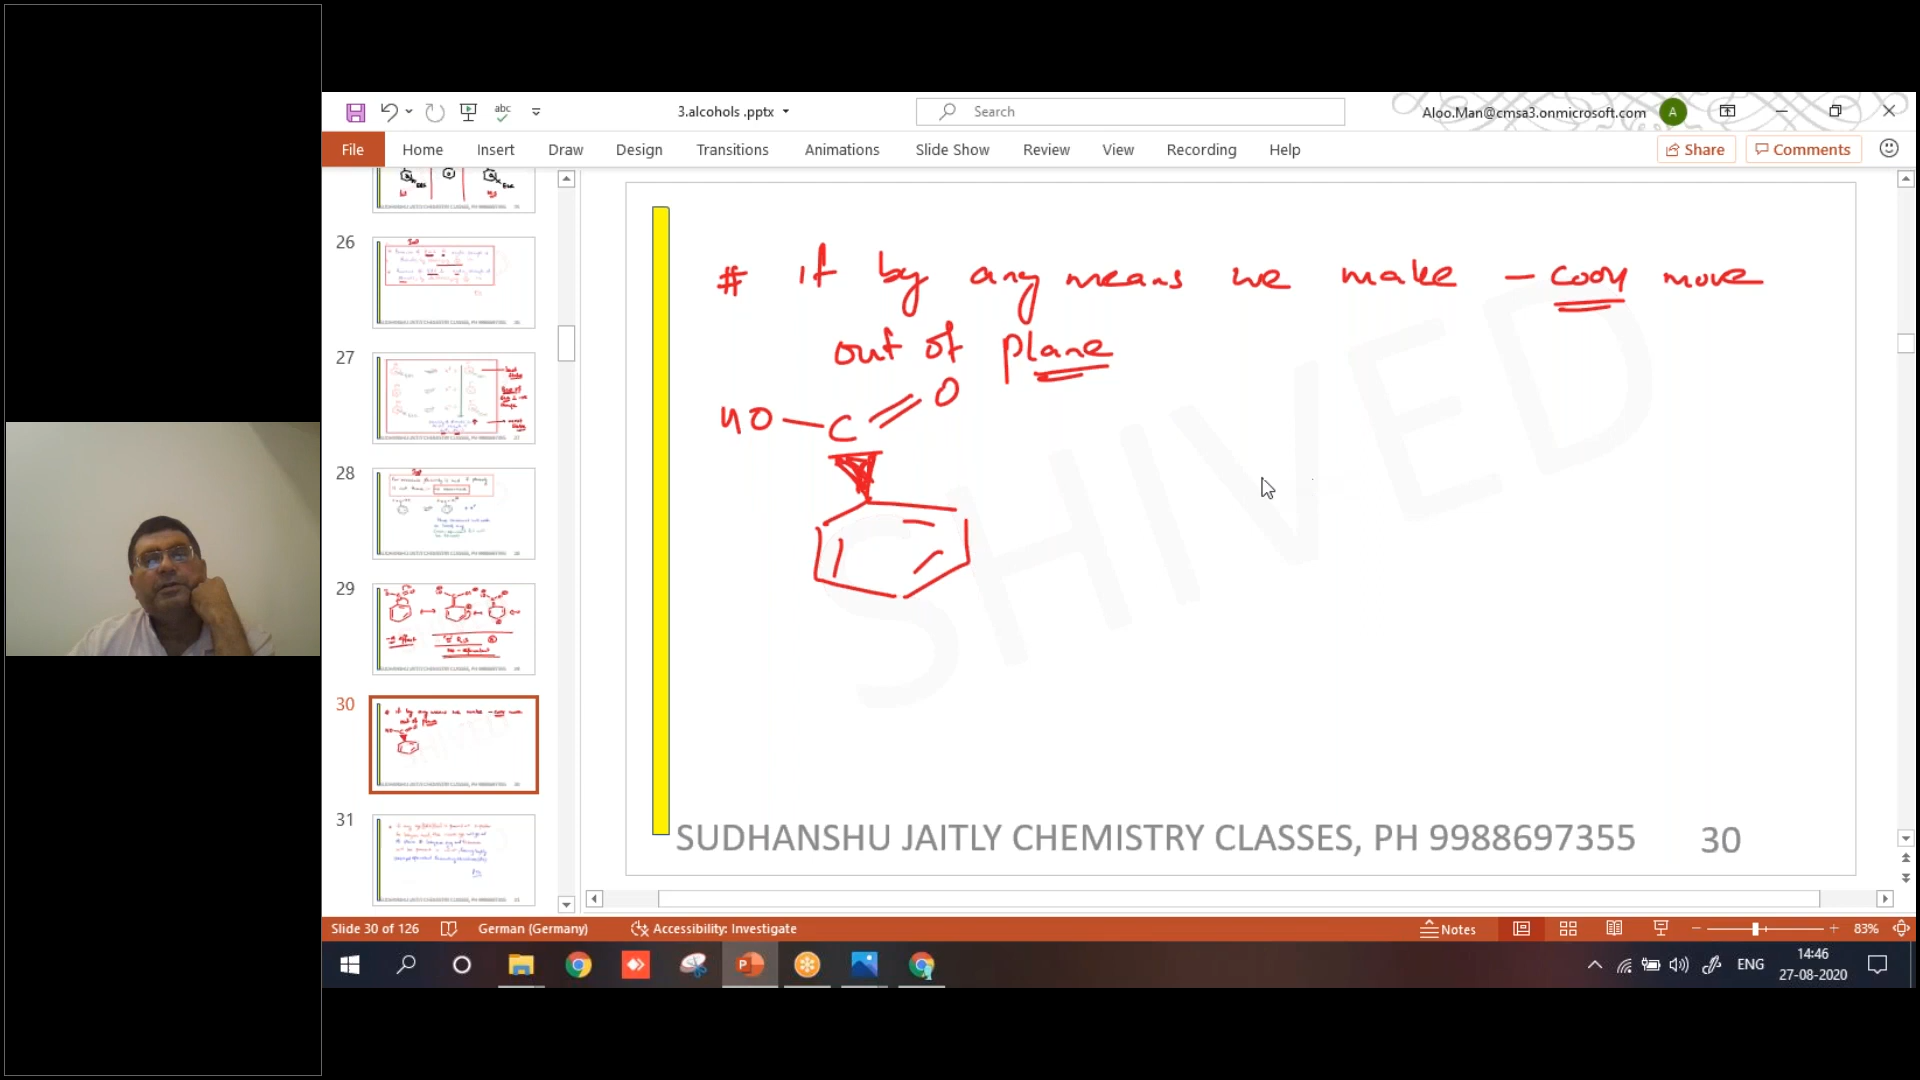 abc
3.alcohols .pptx
Search
Aloo.Man@cmsa3.onmicrosoft.com
A
File Home Insert Draw Design Transitions Animations Slide Show Review View Recording Help
Share
Comments
26
27
28
29
30
31
# if by any means we make – COOH move
out of plane
HO – C = O
SHIVED
SUDHANSHU JAITLY CHEMISTRY CLASSES, PH 9988697355 30
Slide 30 of 126
German (Germany)
Accessibility: Investigate
Notes
83%
ENG
14:46
27-08-2020